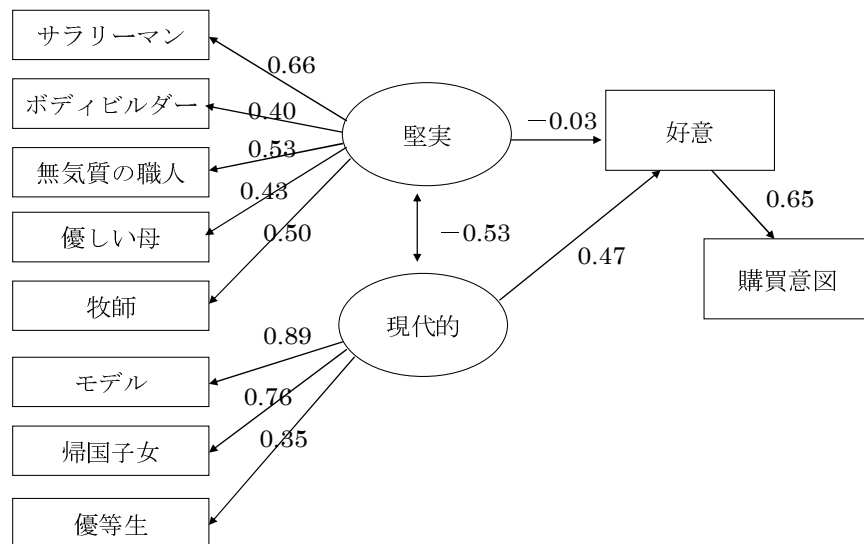 サラリーマン
ボディビルダー
無気質の職人
優しい母
牧師
モデル
帰国子女
優等生
0.66
0.40
0.53
0.43
0.50
0.89
0.76
0.35
堅実
現代的
−0.53
−0.03
0.47
好意
0.65
購買意図